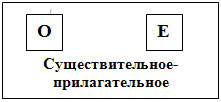 О Е
Существительное-
прилагательное